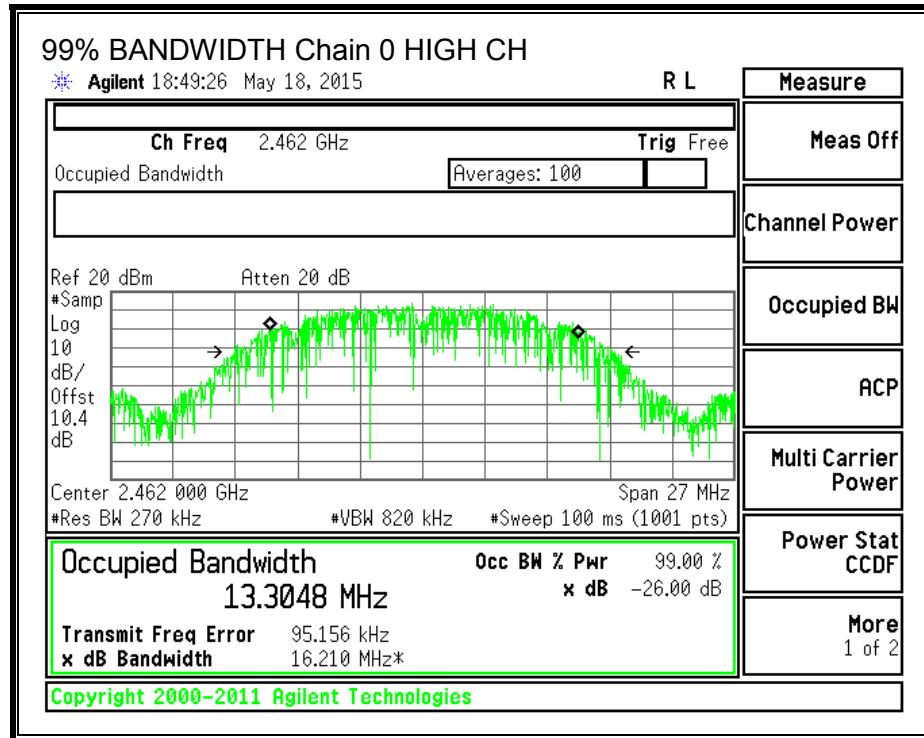 99% BANDWIDTH Chain 0 HIGH CH
Agilent 18:49:26 May 18, 2015 R L
Ch Freq 2.462 GHz Trig Free
Occupied Bandwidth Averages: 100
Ref 20 dBm Atten 20 dB
#Samp
Log
10
dB/
Offst
10.4
dB
Center 2.462 000 GHz Span 27 MHz
#Res BW 270 kHz #VBW 820 kHz #Sweep 100 ms (1001 pts)
Occupied Bandwidth Occ BW % Pwr 99.00 %
13.3048 MHz x dB -26.00 dB
Transmit Freq Error 95.156 kHz
x dB Bandwidth 16.210 MHz*
Copyright 2000-2011 Agilent Technologies
Measure
Meas Off
Channel Power
Occupied BW
ACP
Multi Carrier
Power
Power Stat
CCDF
More
1 of 2